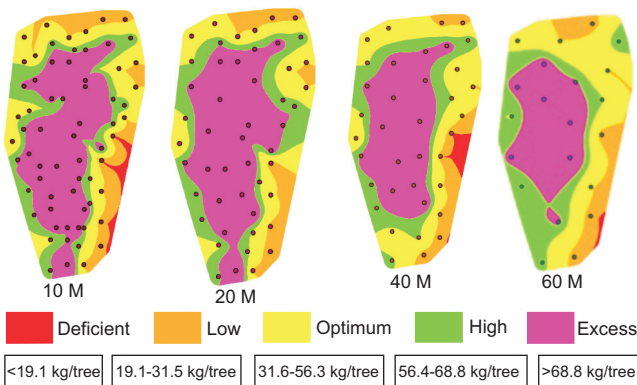 10 M 20 M 40 M 60 M
Deficient Low Optimum High Excess
<19.1 kg/tree 19.1-31.5 kg/tree 31.6-56.3 kg/tree 56.4-68.8 kg/tree >68.8 kg/tree